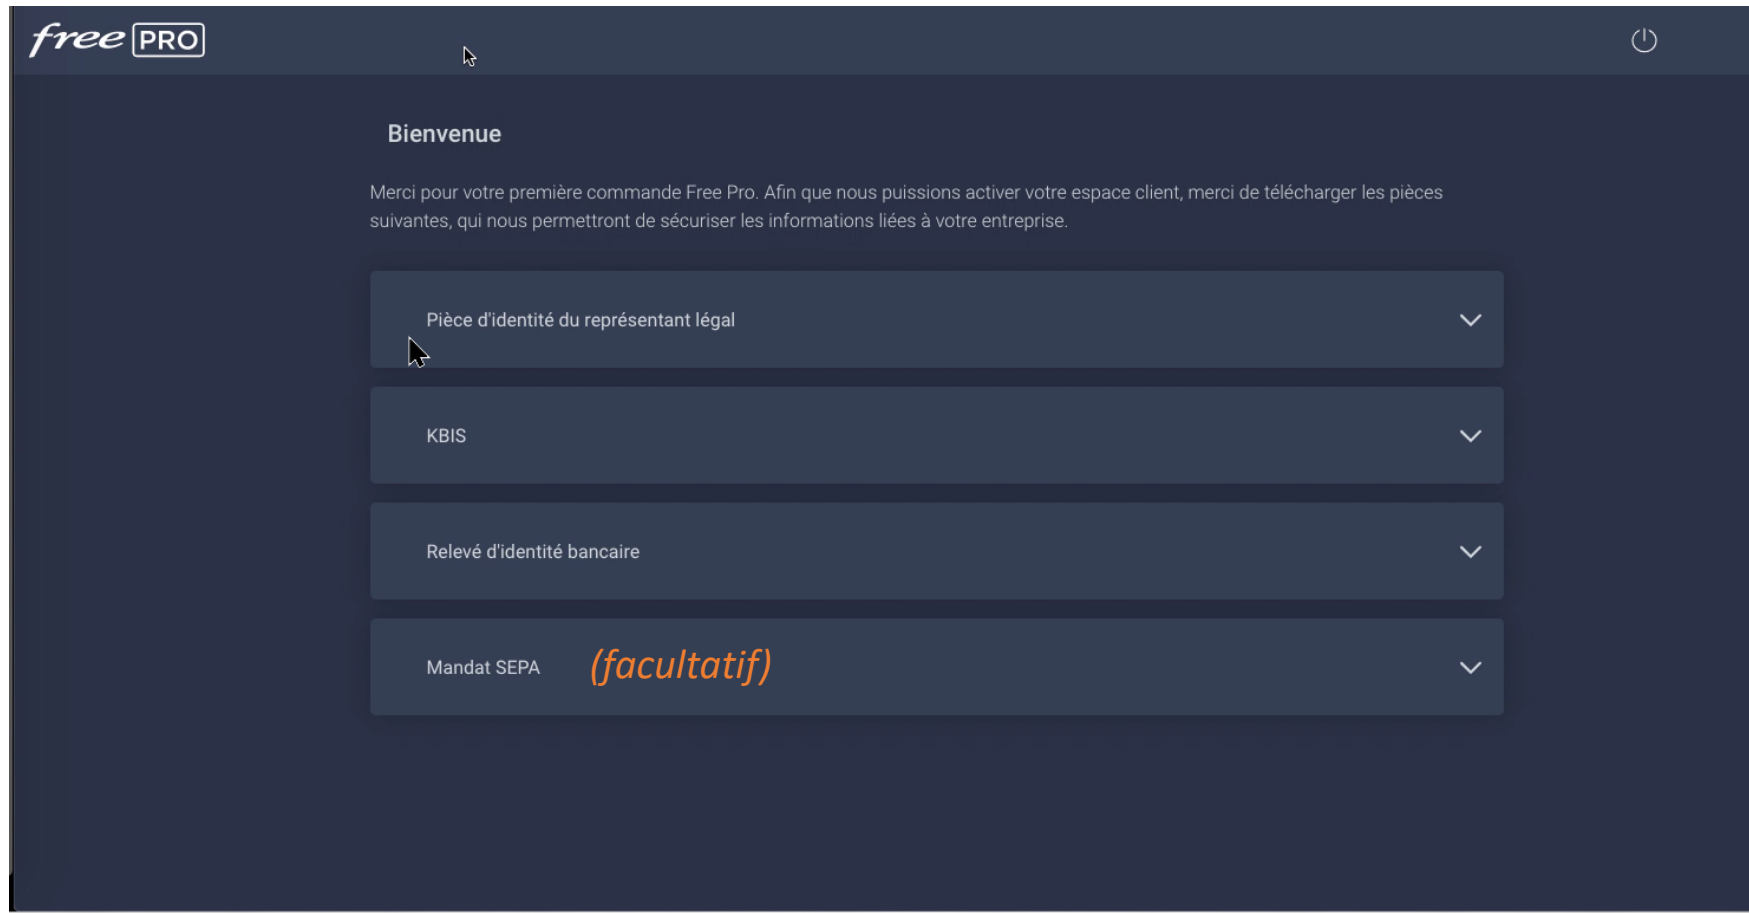 free PRO
Bienvenue
Merci pour votre première commande Free Pro. Afin que nous puissions activer votre espace client, merci de télécharger les pièces
suivantes, qui nous permettront de sécuriser les informations liées à votre entreprise.
Pièce d'identité du représentant légal
KBIS
Relevé d'identité bancaire
Mandat SEPA (facultatif)